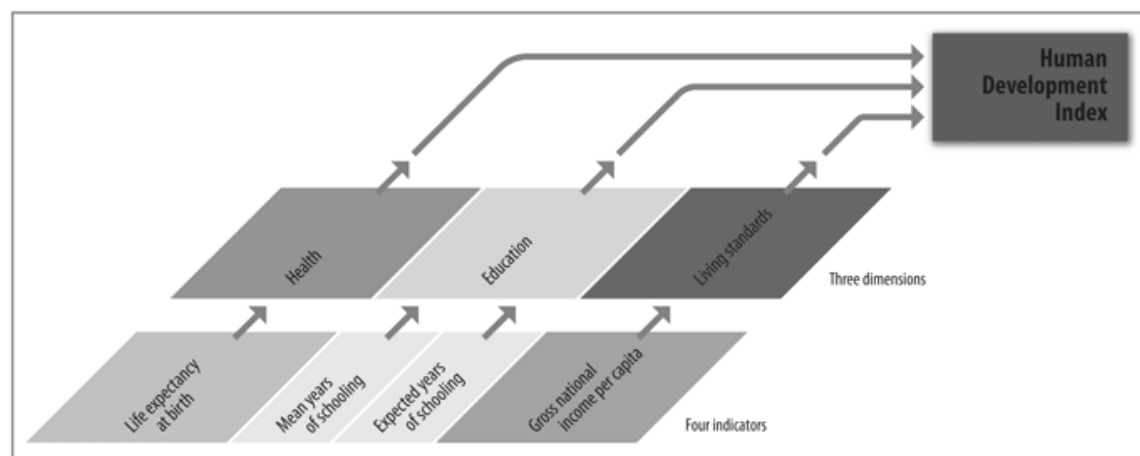 Human
Development
Index
Health
Education
Living standards
Three dimensions
Life expectancy
at birth
Mean years
of schooling
Expected years
of schooling
Gross national
income per capita
Four indicators